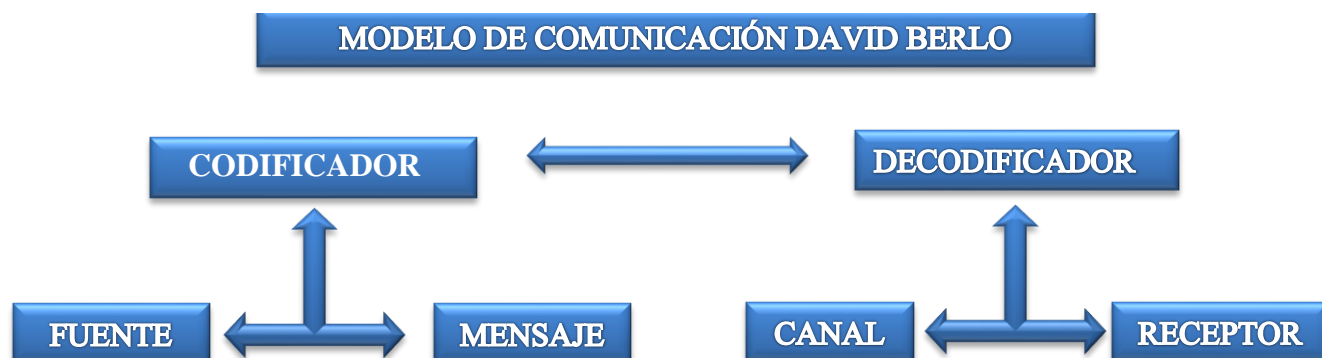 MODELO DE COMUNICACIÓN DAVID BERLO
CODIFICADOR
DECODIFICADOR
FUENTE
MENSAJE
CANAL
RECEPTOR